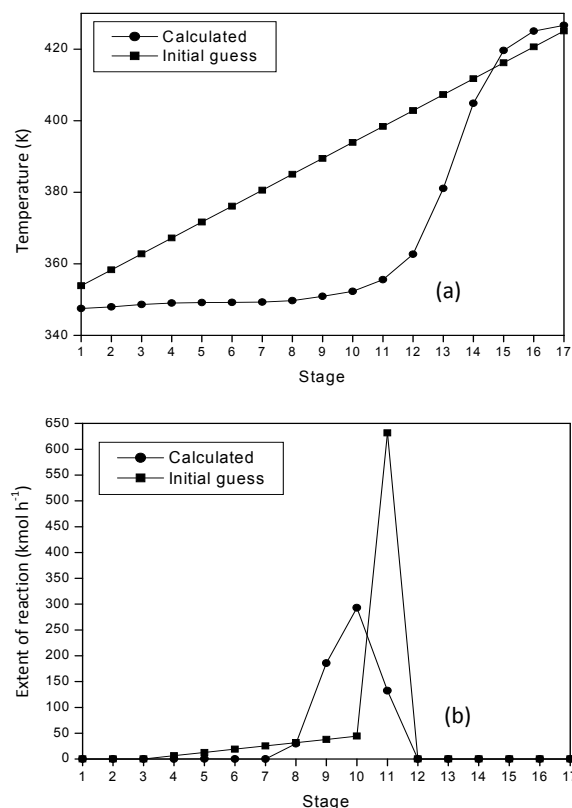 420
400
380
360
340
Temperature (K)
Calculated
Initial guess
(a)
1 2 3 4 5 6 7 8 9 10 11 12 13 14 15 16 17
Stage
650
600
550
500
450
400
350
300
250
200
150
100
50
0
Extent of reaction (kmol h⁻¹)
Calculated
Initial guess
(b)
1 2 3 4 5 6 7 8 9 10 11 12 13 14 15 16 17
Stage